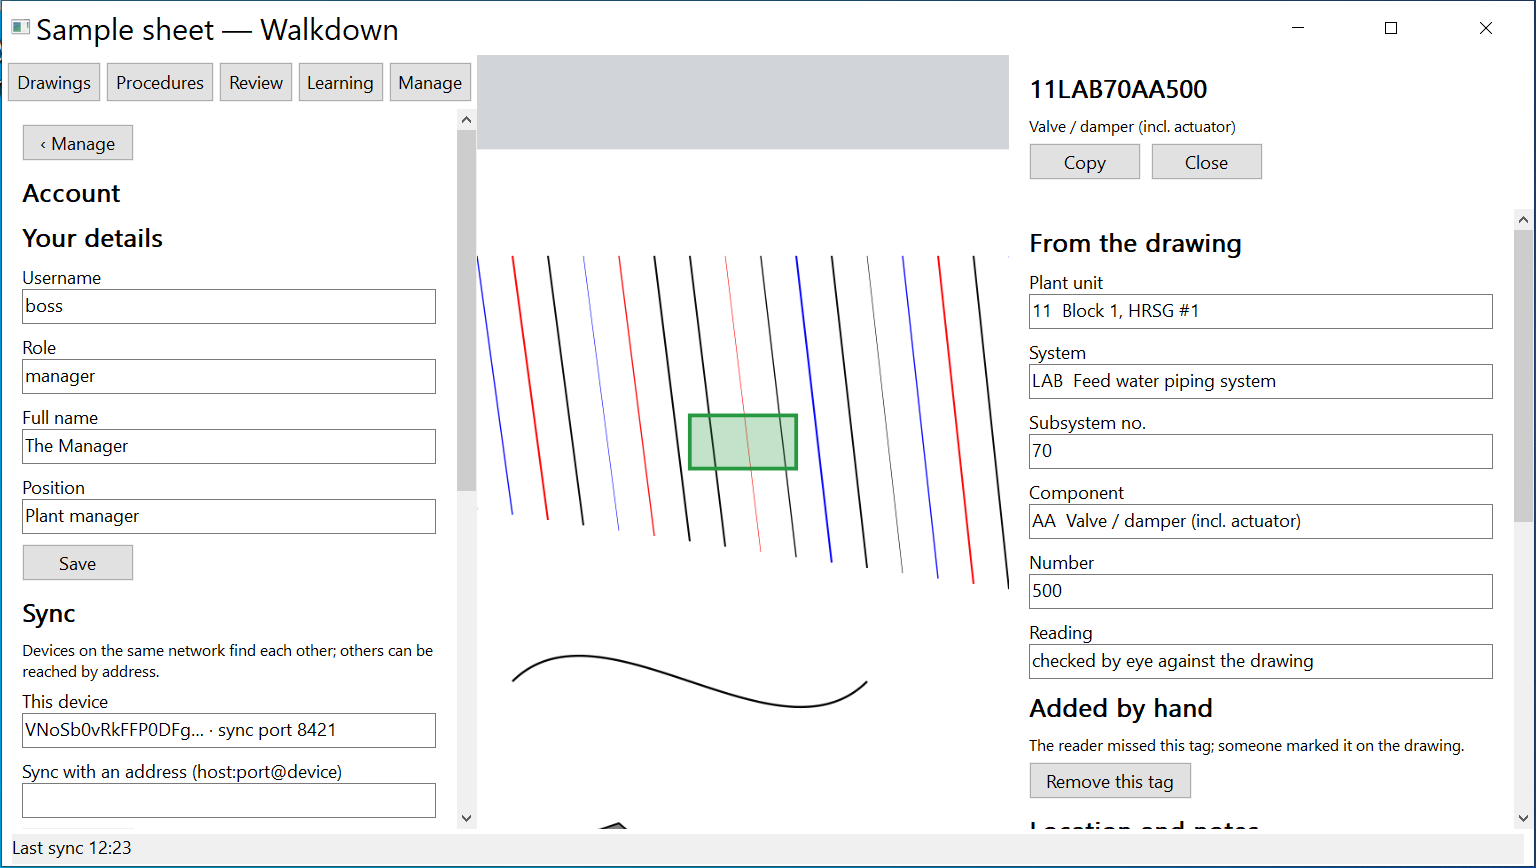 Sample sheet — Walkdown
Drawings
Procedures
Review
Learning
Manage
‹ Manage
Account
Your details
Username
boss
Role
manager
Full name
The Manager
Position
Plant manager
Save
Sync
Devices on the same network find each other; others can be
reached by address.
This device
VNoSb0vRkFFP0DFg... · sync port 8421
Sync with an address (host:port@device)
Last sync 12:23
11LAB70AA500
Valve / damper (incl. actuator)
Copy
Close
From the drawing
Plant unit
11  Block 1, HRSG #1
System
LAB  Feed water piping system
Subsystem no.
70
Component
AA  Valve / damper (incl. actuator)
Number
500
Reading
checked by eye against the drawing
Added by hand
The reader missed this tag; someone marked it on the drawing.
Remove this tag
Location and notes